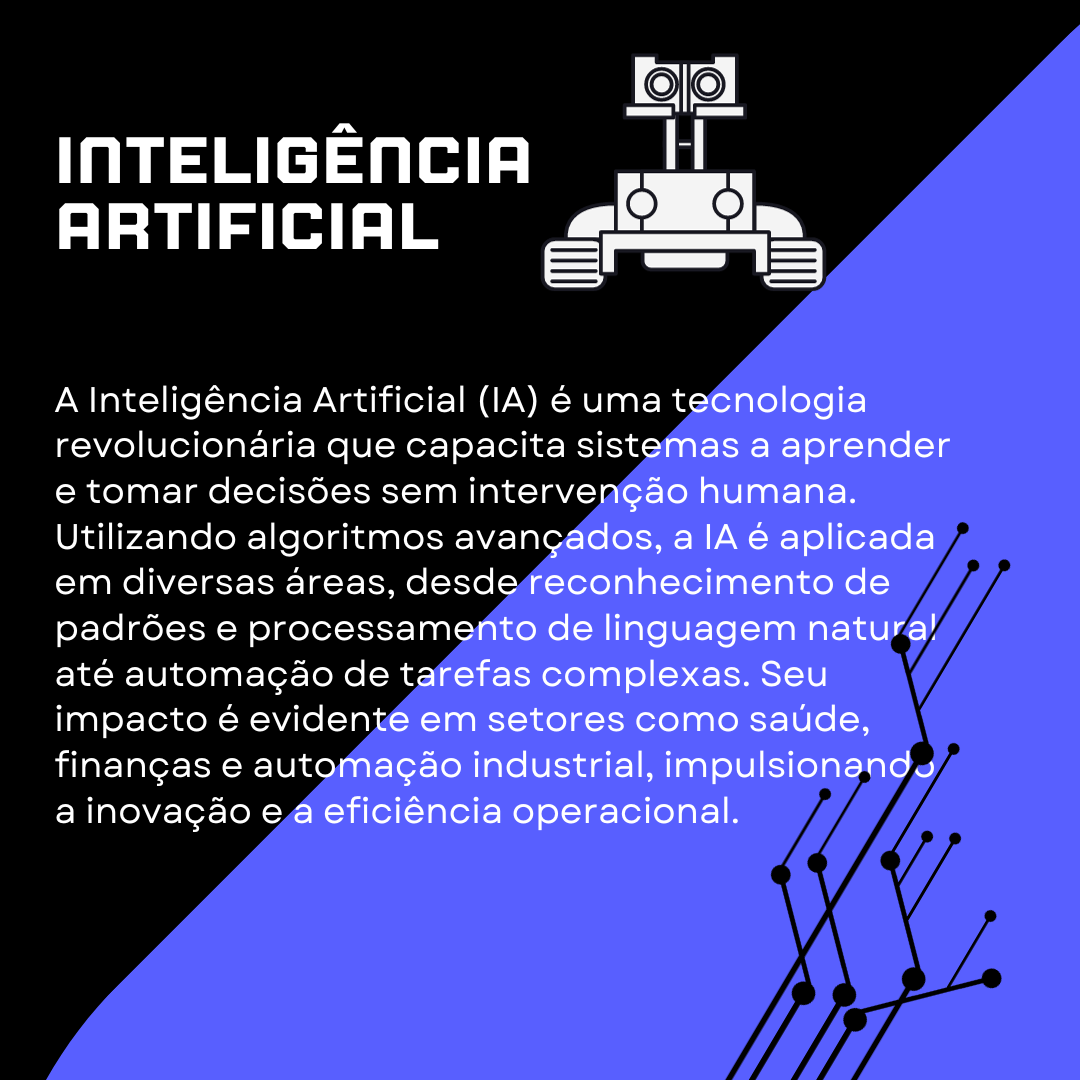 INTELIGÊNCIA
ARTIFICIAL
A Inteligência Artificial (IA) é uma tecnologia
revolucionária que capacita sistemas a aprender
e tomar decisões sem intervenção humana.
Utilizando algoritmos avançados, a IA é aplicada
em diversas áreas, desde reconhecimento de
padrões e processamento de linguagem natural
até automação de tarefas complexas. Seu
impacto é evidente em setores como saúde,
finanças e automação industrial, impulsionando
a inovação e a eficiência operacional.